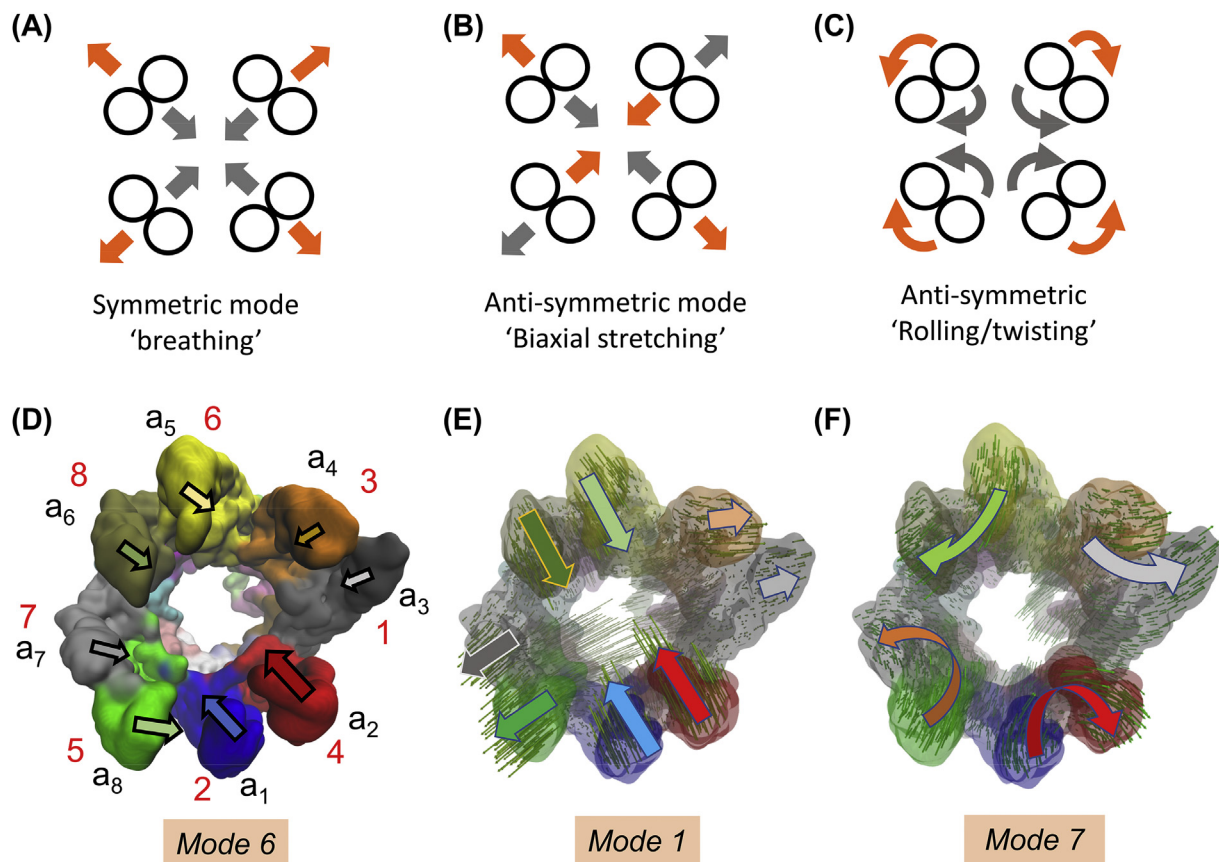 (A)
(B)
(C)
Symmetric mode
‘breathing’
Anti-symmetric mode
‘Biaxial stretching’
Anti-symmetric
‘Rolling/twisting’
(D)
a5
6
a4
3
8
a6
7
a7
a3
1
5
a8
2
a1
a2
4
Mode 6
(E)
Mode 1
(F)
Mode 7